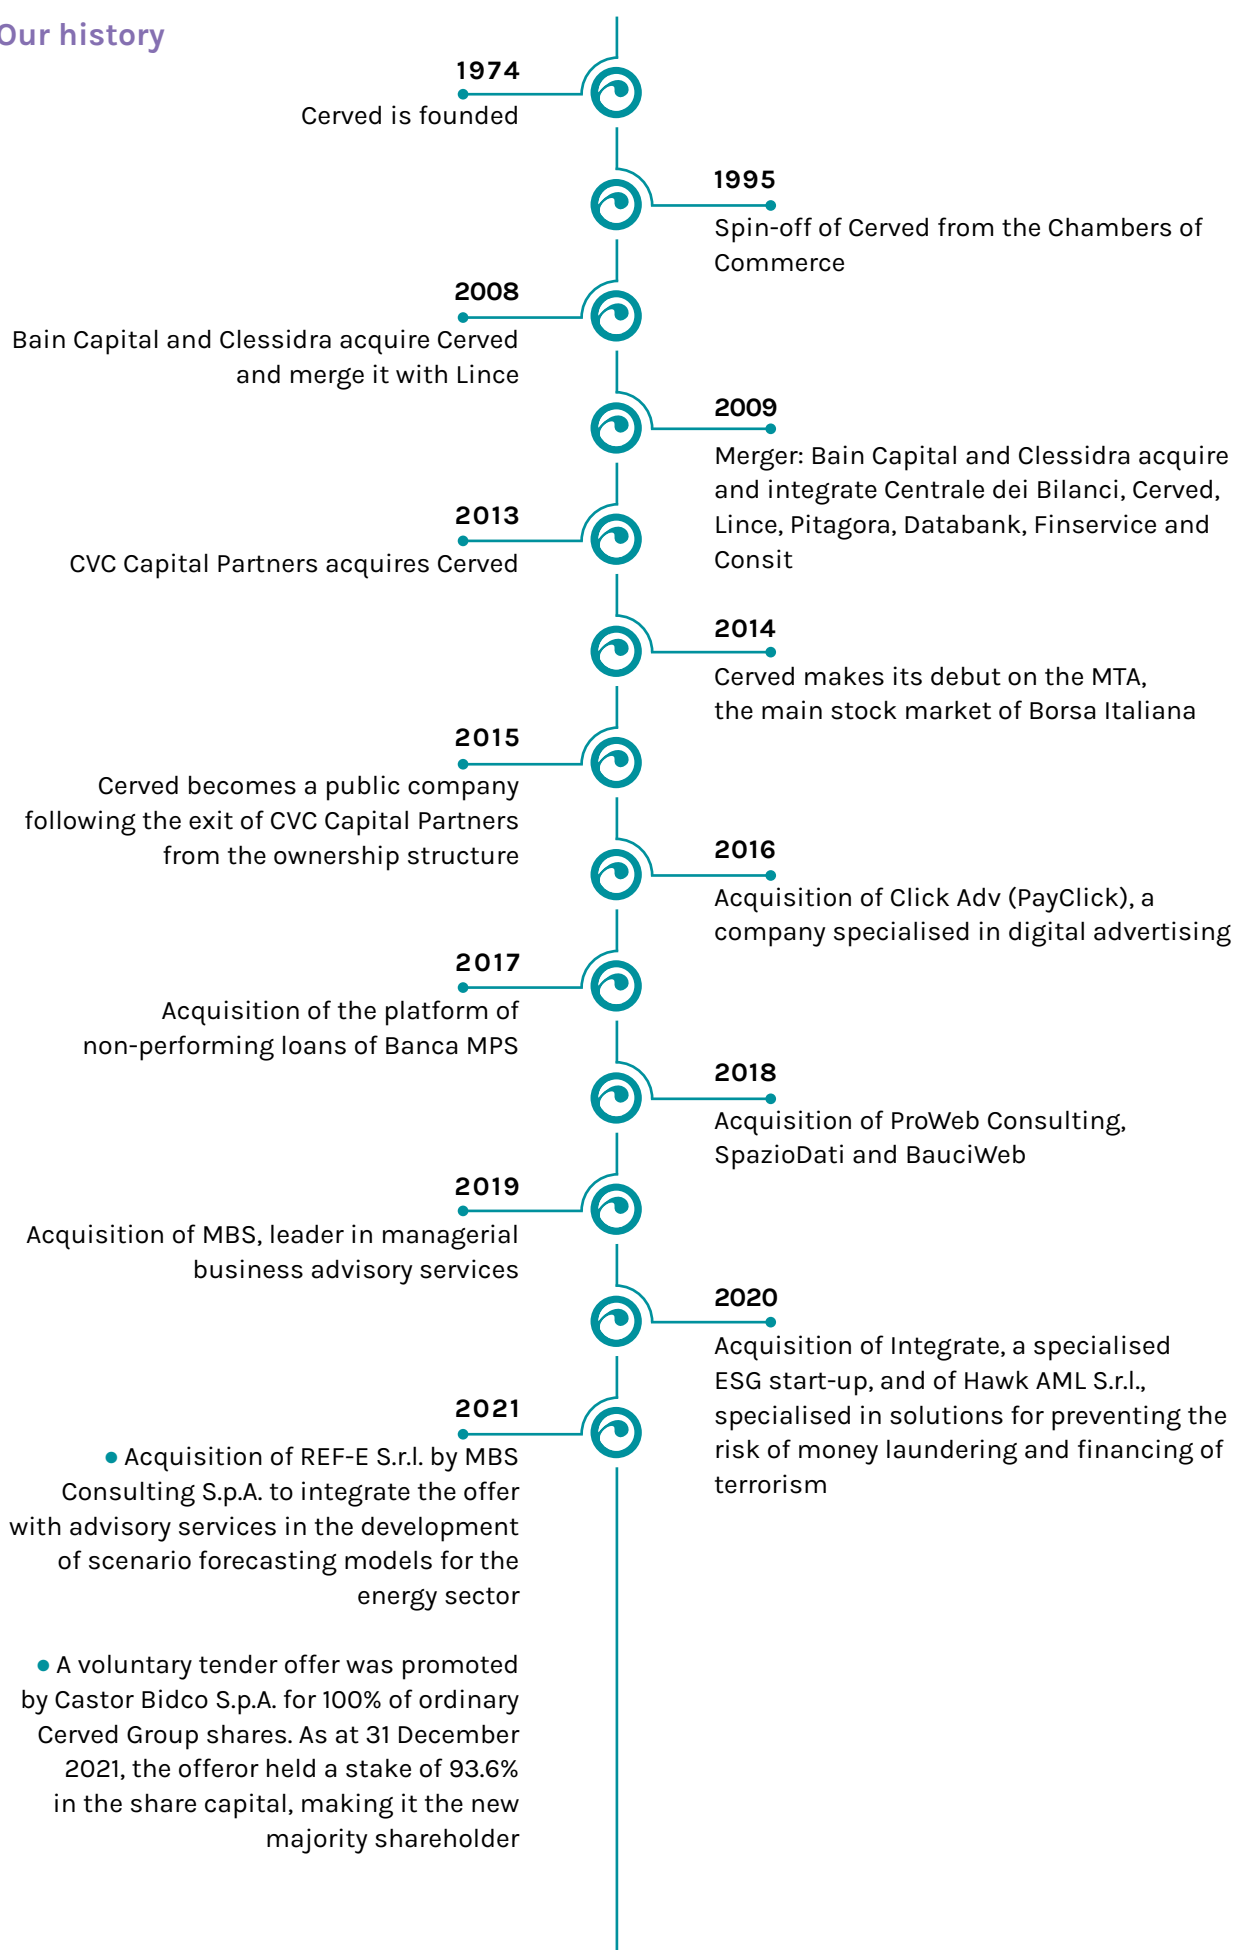 Our history
1974
Cerved is founded
1995
Spin-off of Cerved from the Chambers of
Commerce
2008
Bain Capital and Clessidra acquire Cerved
and merge it with Lince
2009
Merger: Bain Capital and Clessidra acquire
and integrate Centrale dei Bilanci, Cerved,
Lince, Pitagora, Databank, Finservice and
Consit
2013
CVC Capital Partners acquires Cerved
2014
Cerved makes its debut on the MTA,
the main stock market of Borsa Italiana
2015
Cerved becomes a public company
following the exit of CVC Capital Partners
from the ownership structure
2016
Acquisition of Click Adv (PayClick), a
company specialised in digital advertising
2017
Acquisition of the platform of
non-performing loans of Banca MPS
2018
Acquisition of ProWeb Consulting,
SpazioDati and BauciWeb
2019
Acquisition of MBS, leader in managerial
business advisory services
2020
Acquisition of Integrate, a specialised
ESG start-up, and of Hawk AML S.r.l.,
specialised in solutions for preventing the
risk of money laundering and financing of
terrorism
2021
• Acquisition of REF-E S.r.l. by MBS
Consulting S.p.A. to integrate the offer
with advisory services in the development
of scenario forecasting models for the
energy sector
• A voluntary tender offer was promoted
by Castor Bidco S.p.A. for 100% of ordinary
Cerved Group shares. As at 31 December
2021, the offeror held a stake of 93.6%
in the share capital, making it the new
majority shareholder